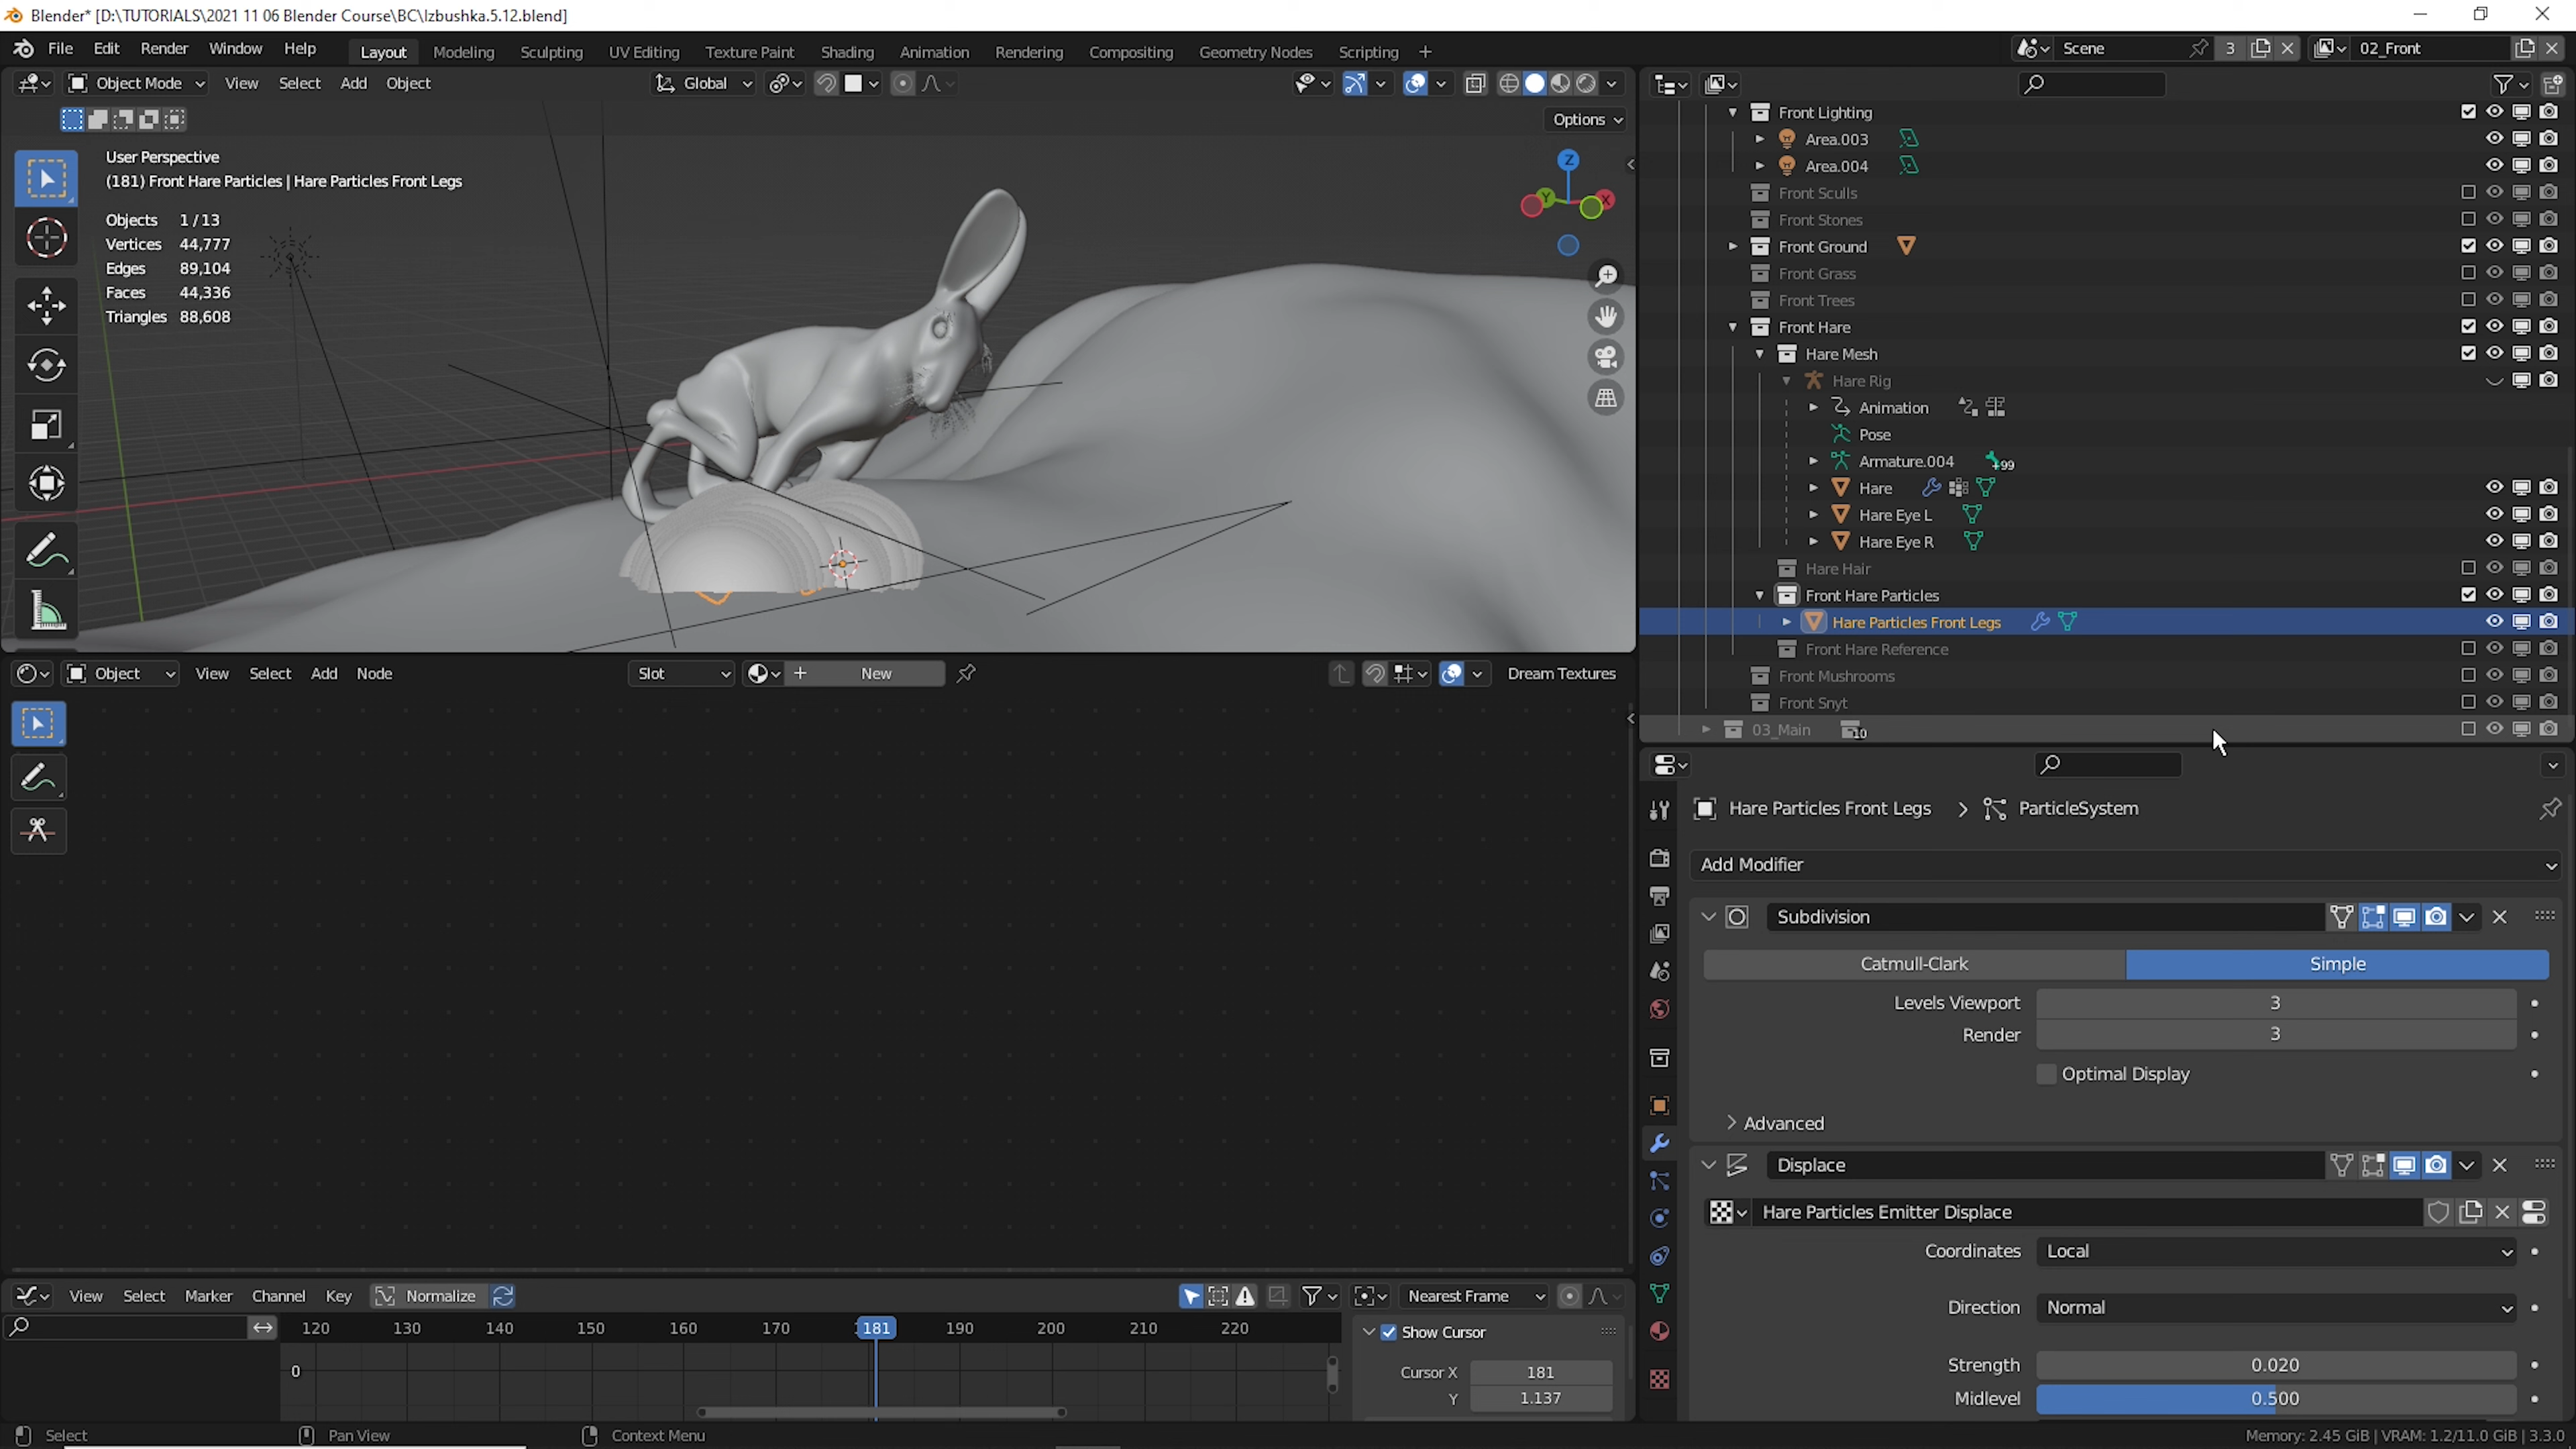 Blender* [D:\TUTORIALS\2021 11 06 Blender Course\BC\Izbushka.5.12.blend]
File Edit Render Window Help Layout Modeling Sculpting UV Editing Texture Paint Shading Animation Rendering Compositing Geometry Nodes Scripting + Scene 3 02_Front
Object Mode View Select Add Object Global
Options
User Perspective
(181) Front Hare Particles | Hare Particles Front Legs
Objects 1/13
Vertices 44,777
Edges 89,104
Faces 44,336
Triangles 88,608
Z
Y
X
Front Lighting
Area.003
Area.004
Front Sculls
Front Stones
Front Ground
Front Grass
Front Trees
Front Hare
Hare Mesh
Hare Rig
Animation
Pose
Armature.004 +99
Hare
Hare Eye L
Hare Eye R
Hare Hair
Front Hare Particles
Hare Particles Front Legs
Front Hare Reference
Front Mushrooms
Front Snyt
03_Main 10
Object View Select Add Node Slot New Dream Textures
Hare Particles Front Legs ParticleSystem
Add Modifier
Subdivision
Catmull-Clark Simple
Levels Viewport 3
Render 3
Optimal Display
Advanced
Displace
Hare Particles Emitter Displace
Coordinates Local
Direction Normal
Strength 0.020
Midlevel 0.500
View Select Marker Channel Key Normalize Nearest Frame
120 130 140 150 160 170 181 190 200 210 220
0
Show Cursor
Cursor X 181
Y 1.137
Select Pan View Context Menu Memory: 2.45 GiB | VRAM: 1.2/11.0 GiB | 3.3.0